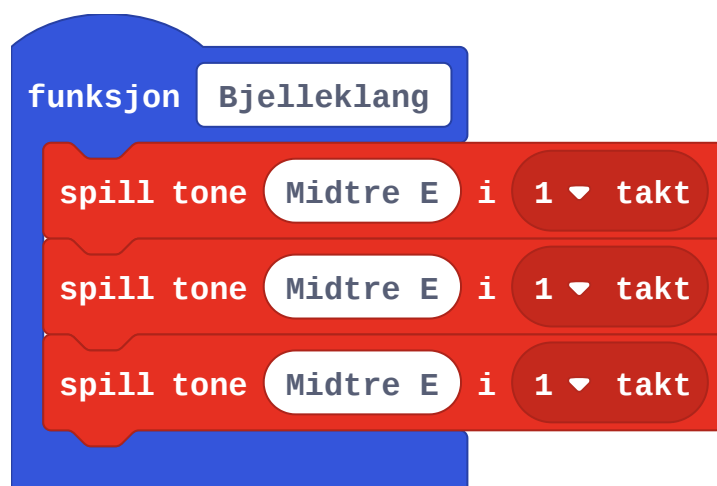 funksjon Bjelleklang
spill tone Midtre E i 1 takt
spill tone Midtre E i 1 takt
spill tone Midtre E i 1 takt